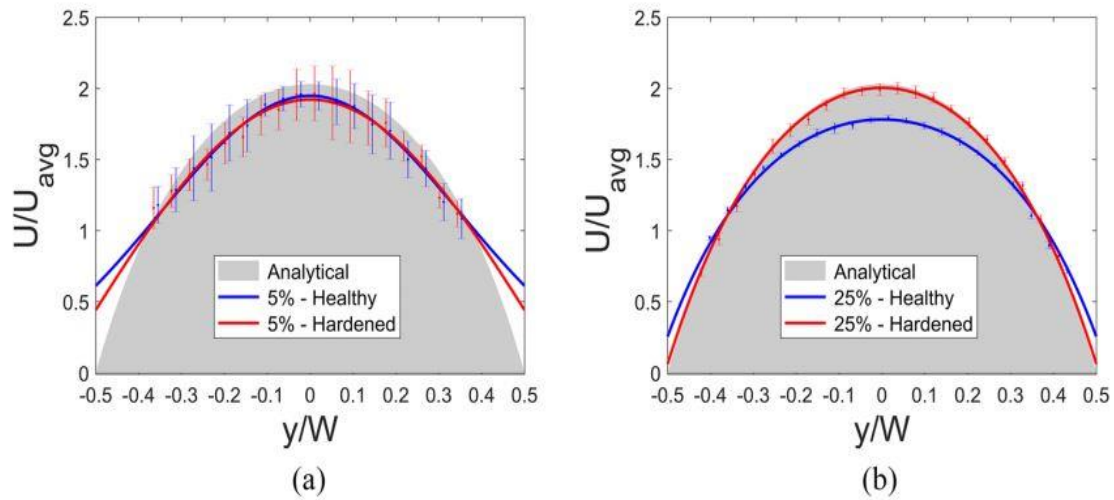 2.5
2
1.5
1
0.5
0
U/U_avg
Analytical
5% - Healthy
5% - Hardened
-0.5 -0.4 -0.3 -0.2 -0.1 0 0.1 0.2 0.3 0.4 0.5
y/W
(a)
2.5
2
1.5
1
0.5
0
U/U_avg
Analytical
25% - Healthy
25% - Hardened
-0.5 -0.4 -0.3 -0.2 -0.1 0 0.1 0.2 0.3 0.4 0.5
y/W
(b)